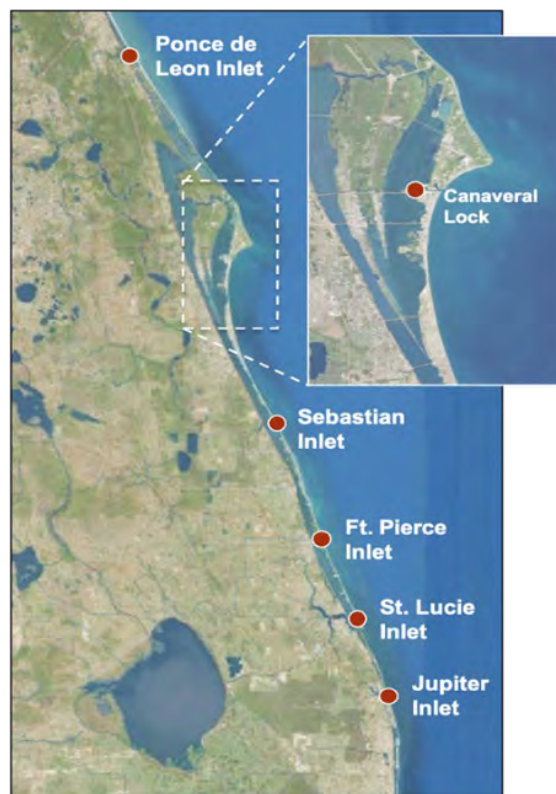 Ponce de
Leon Inlet
Canaveral
Lock
Sebastian
Inlet
Ft. Pierce
Inlet
St. Lucie
Inlet
Jupiter
Inlet